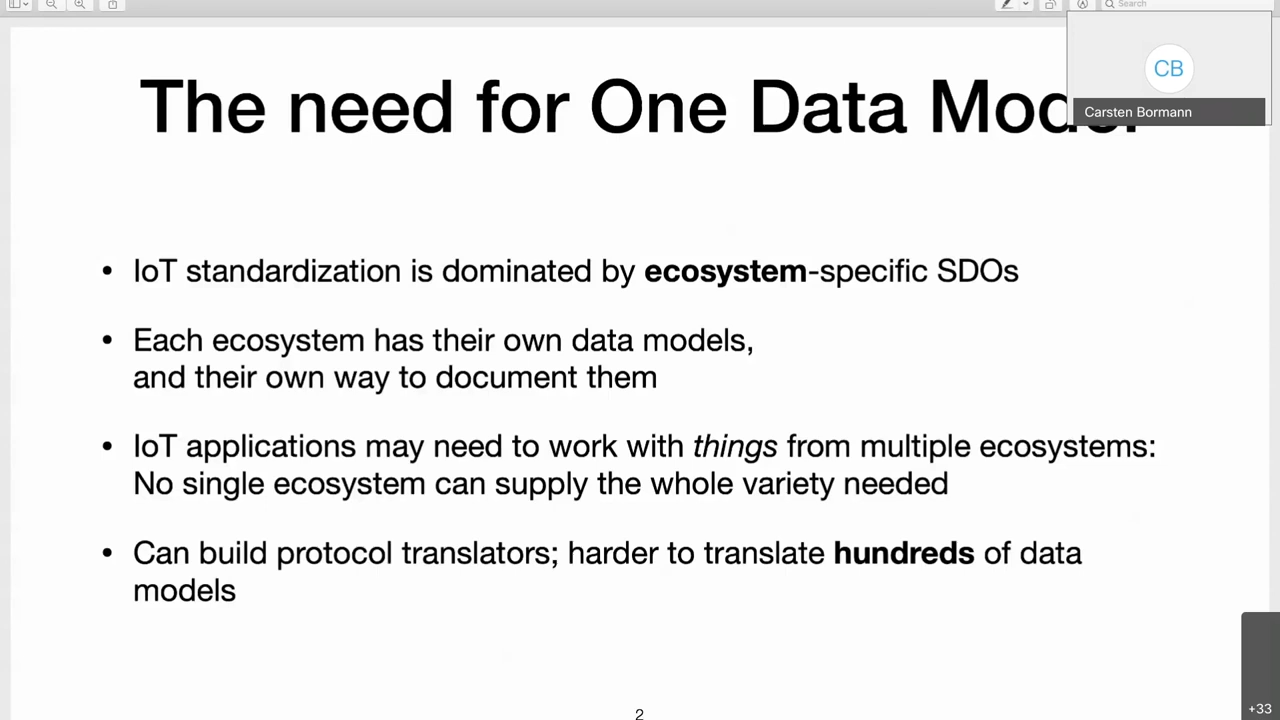 Search
CB
Carsten Bormann
The need for One Data Model
• IoT standardization is dominated by ecosystem-specific SDOs
• Each ecosystem has their own data models,
and their own way to document them
• IoT applications may need to work with things from multiple ecosystems:
No single ecosystem can supply the whole variety needed
• Can build protocol translators; harder to translate hundreds of data
models
2
+33